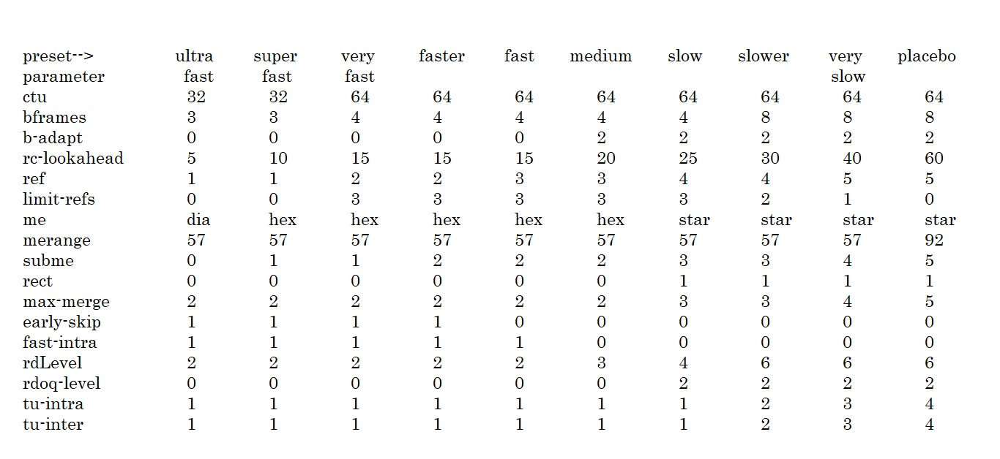 preset--> ultra super very faster fast medium slow slower very placebo
parameter fast fast fast slow
ctu 32 32 64 64 64 64 64 64 64 64
bframes 3 3 4 4 4 4 4 8 8 8
b-adapt 0 0 0 0 0 2 2 2 2 2
rc-lookahead 5 10 15 15 15 20 25 30 40 60
ref 1 1 2 2 3 3 4 4 5 5
limit-refs 0 0 3 3 3 3 3 2 1 0
me dia hex hex hex hex hex star star star star
merange 57 57 57 57 57 57 57 57 57 92
subme 0 1 1 2 2 2 3 3 4 5
rect 0 0 0 0 0 0 1 1 1 1
max-merge 2 2 2 2 2 2 3 3 4 5
early-skip 1 1 1 1 0 0 0 0 0 0
fast-intra 1 1 1 1 1 0 0 0 0 0
rdLevel 2 2 2 2 2 3 4 6 6 6
rdoq-level 0 0 0 0 0 0 2 2 2 2
tu-intra 1 1 1 1 1 1 1 2 3 4
tu-inter 1 1 1 1 1 1 1 2 3 4